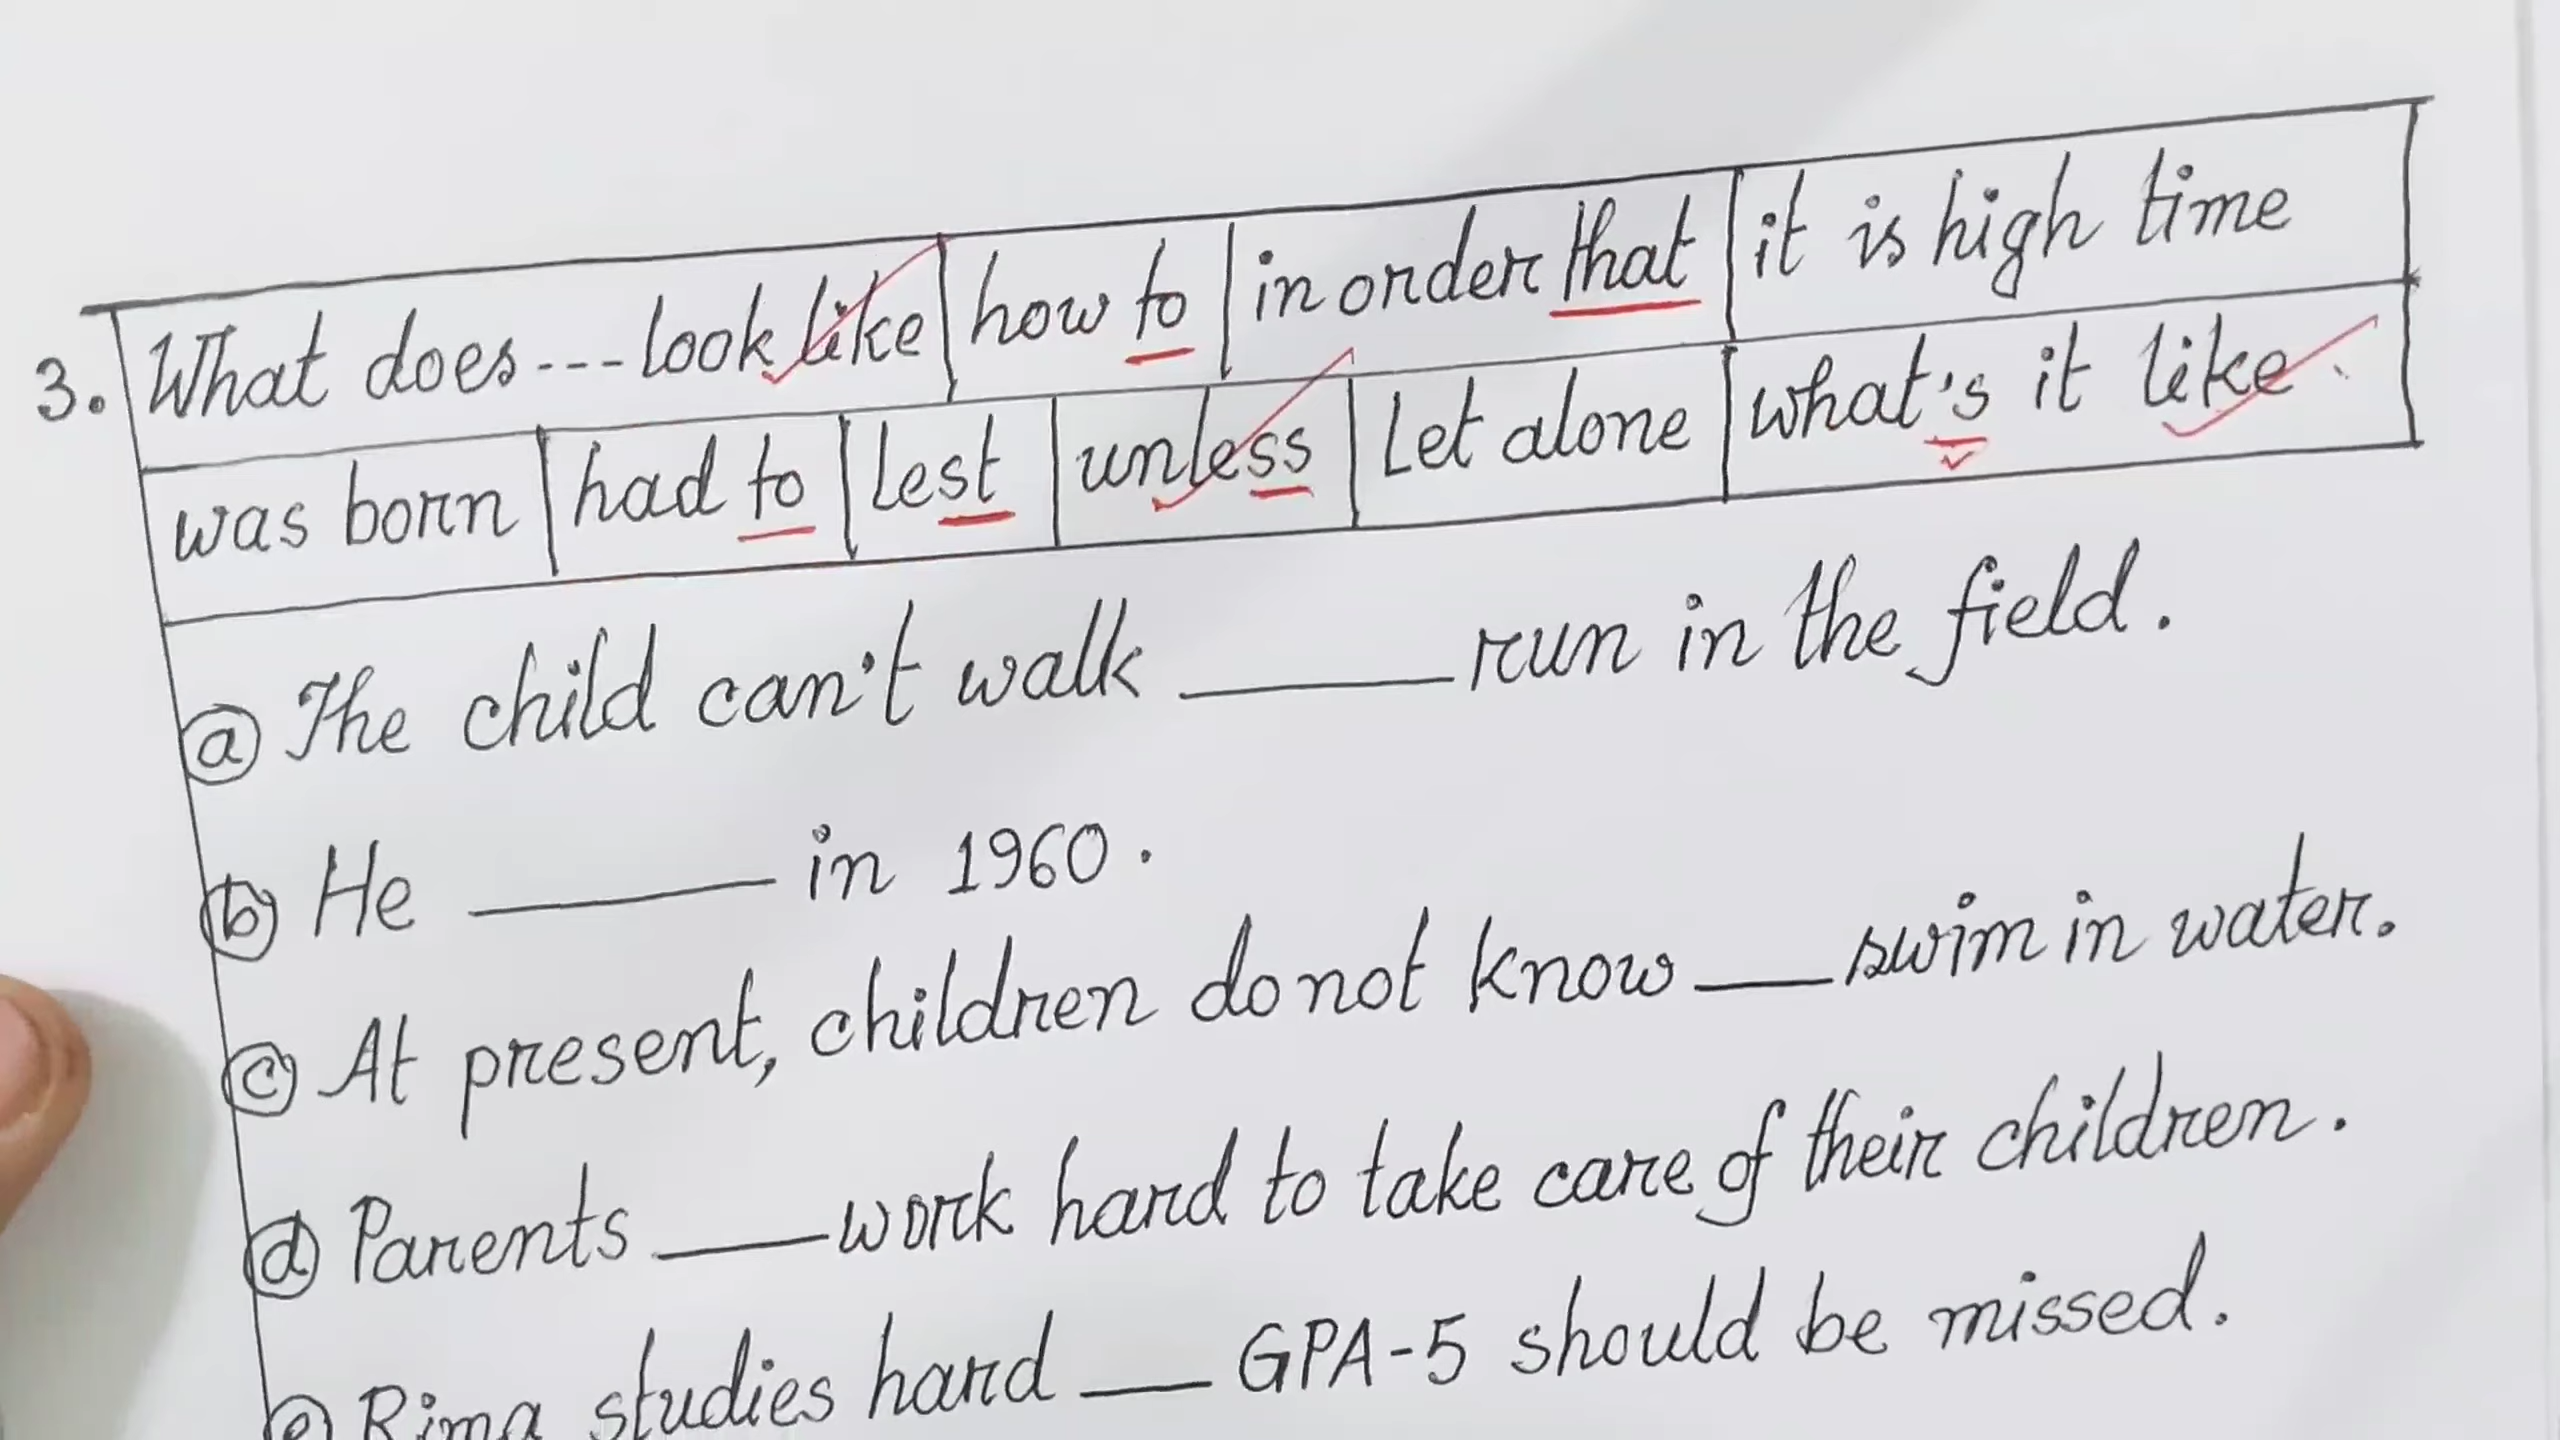 3. What does---look like | how to | in order that | it is high time
was born | had to | lest | unless | Let alone | what's it like
ⓐ The child can't walk ______ run in the field.
ⓑ He ______ in 1960.
ⓒ At present, children do not know ___ swim in water.
ⓓ Parents ____ work hard to take care of their children.
ⓔ Rima studies hard ___ GPA-5 should be missed.